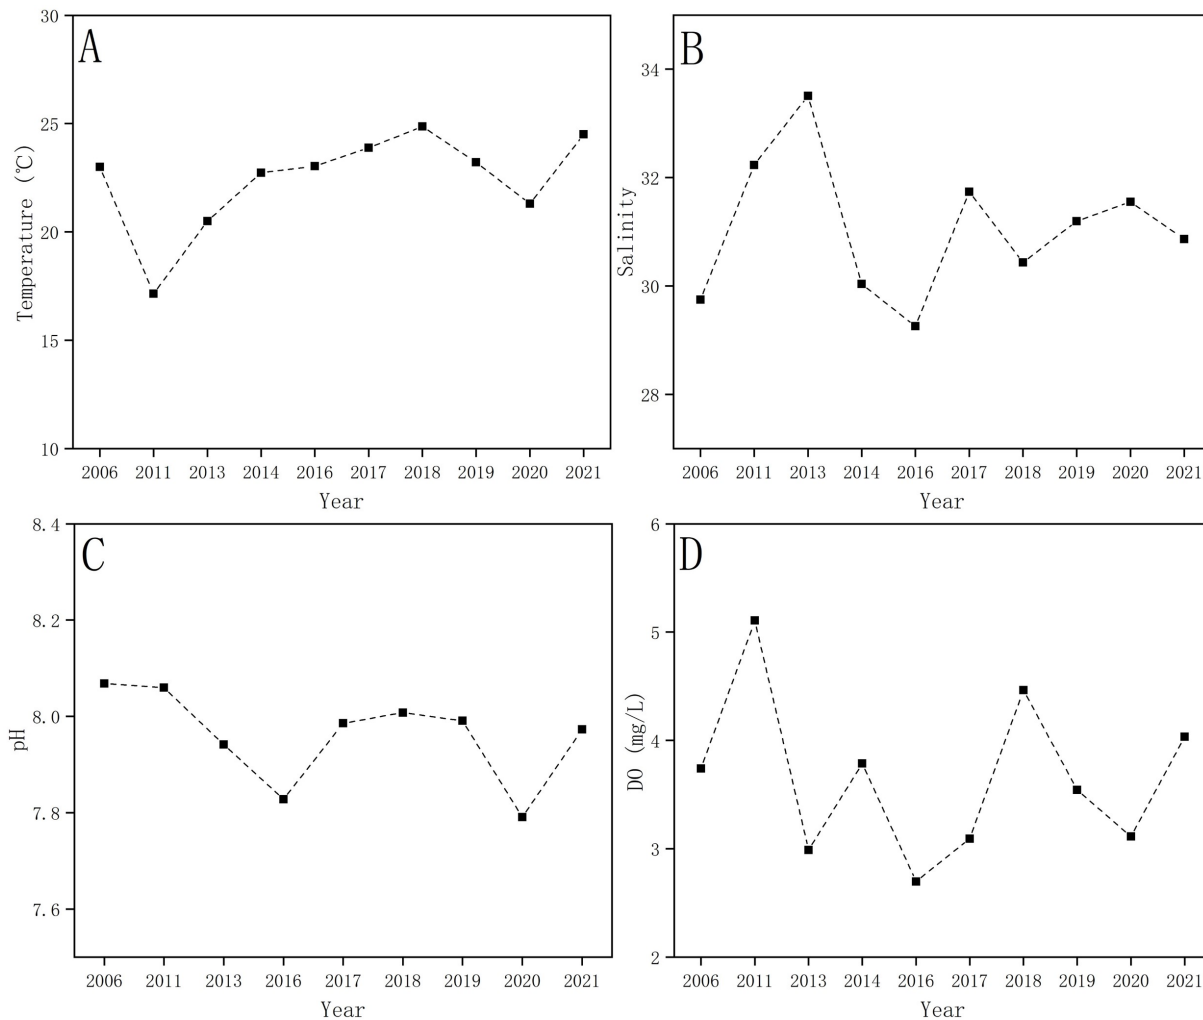 A
Temperature (℃)
30
25
20
15
10
2006 2011 2013 2014 2016 2017 2018 2019 2020 2021
Year
B
Salinity
34
32
30
28
2006 2011 2013 2014 2016 2017 2018 2019 2020 2021
Year
C
pH
8.4
8.2
8.0
7.8
7.6
2006 2011 2013 2016 2017 2018 2019 2020 2021
Year
D
DO (mg/L)
6
5
4
3
2
2006 2011 2013 2014 2016 2017 2018 2019 2020 2021
Year